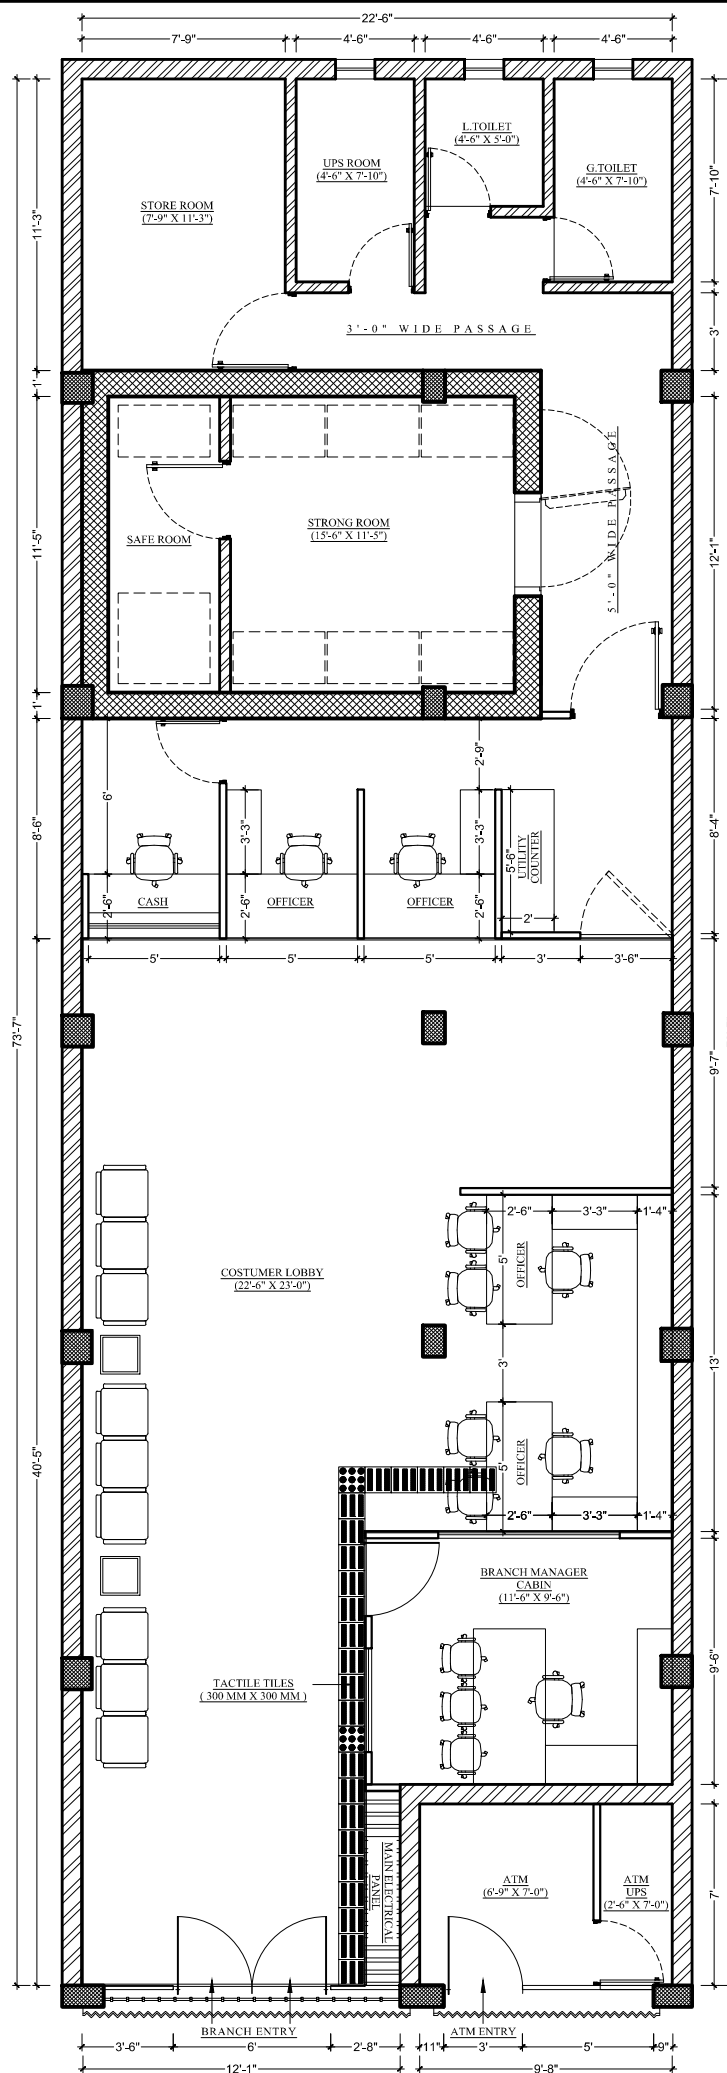 22'-6"
7'-9"
4'-6"
4'-6"
4'-6"
L.TOILET
(4'-6" X 5'-0")
UPS ROOM
(4'-6" X 7'-10")
G.TOILET
(4'-6" X 7'-10")
7'-10"
STORE ROOM
(7'-9" X 11'-3")
11'-3"
3'-0" WIDE PASSAGE
3'
1'
5'-0" WIDE PASSAGE
STRONG ROOM
(15'-6" X 11'-5")
SAFE ROOM
11'-5"
12'-1"
1'
2'-9"
6'
8'-6"
3'-3"
3'-3"
5'-6"
UTILITY
COUNTER
8'-4"
CASH
OFFICER
OFFICER
2'-6"
2'-6"
2'-6"
2'
5'
5'
5'
3'
3'-6"
73'-7"
9'-7"
2'-6"
3'-3"
1'-4"
5'
OFFICER
COSTUMER LOBBY
(22'-6" X 23'-0")
3'
13'
40'-5"
5'
OFFICER
2'-6"
3'-3"
1'-4"
BRANCH MANAGER
CABIN
(11'-6" X 9'-6")
9'-6"
TACTILE TILES
( 300 MM X 300 MM )
MAIN ELECTRICAL
PANEL
ATM
(6'-9" X 7'-0")
ATM
UPS
(2'-6" X 7'-0")
7'
BRANCH ENTRY
ATM ENTRY
3'-6"
6'
2'-8"
11"
3'
5'
9"
12'-1"
9'-8"